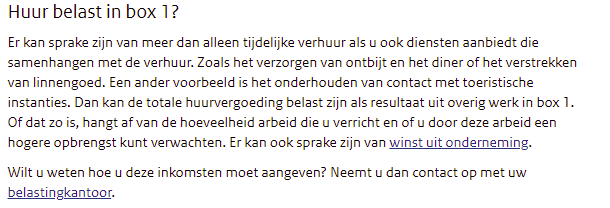 Huur belast in box 1?
Er kan sprake zijn van meer dan alleen tijdelijke verhuur als u ook diensten aanbiedt die
samenhangen met de verhuur. Zoals het verzorgen van ontbijt en het diner of het verstrekken
van linnengoed. Een ander voorbeeld is het onderhouden van contact met toeristische
instanties. Dan kan de totale huurvergoeding belast zijn als resultaat uit overig werk in box 1.
Of dat zo is, hangt af van de hoeveelheid arbeid die u verricht en of u door deze arbeid een
hogere opbrengst kunt verwachten. Er kan ook sprake zijn van winst uit onderneming.
Wilt u weten hoe u deze inkomsten moet aangeven? Neemt u dan contact op met uw
belastingkantoor.